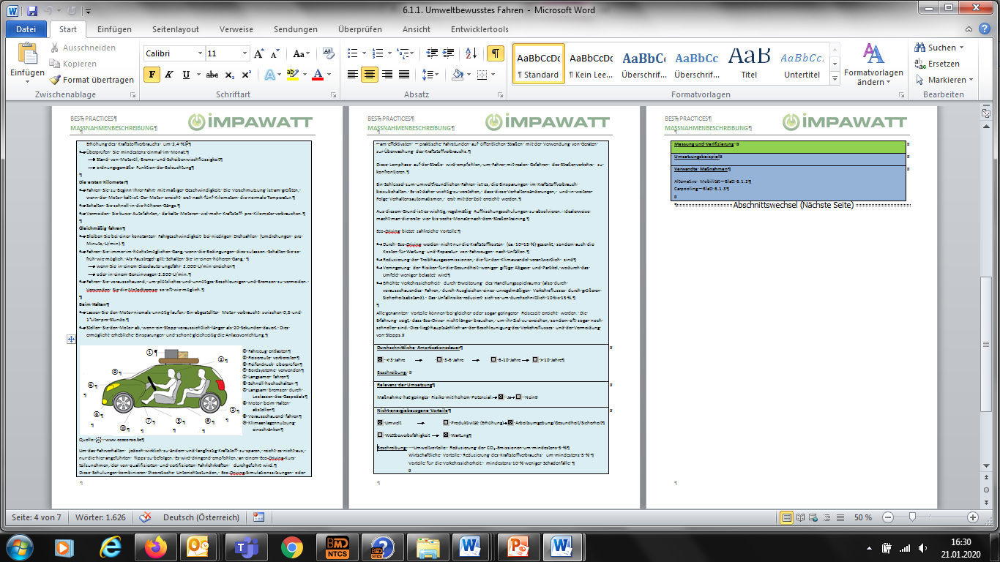 6.1.1. Umweltbewusstes Fahren - Microsoft Word
Datei Start Einfügen Seitenlayout Verweise Sendungen Überprüfen Ansicht Entwicklertools
Einfügen
Ausschneiden
Kopieren
Format übertragen
Zwischenablage
Calibri 11
F K U abc x₂ x² A ab A
Aa
Schriftart
Absatz
AaBbCcDc AaBbCcDc AaBbCc AaBbCc AaB AaBbCc.
¶ Standard ¶ Kein Lee... Überschrif... Überschrif... Titel Untertitel
Formatvorlagen ändern
Formatvorlagen
Suchen
Ersetzen
Markieren
Bearbeiten
BEST PRACTICES¶
MASSNAHMENBESCHREIBUNG¶
IMPAWATT
Erhöhung des Kraftstoffverbrauchs um 2,4 %.
Überprüfen Sie mindestens einmal im Monat:¶
Stand von Motoröl, Brems- und Scheibenwischflüssigkeit¶
ordnungsgemäße Funktion der Beleuchtung¶
¶
Die ersten Kilometer¶
Fahren Sie zu Beginn Ihrer Fahrt mit mäßiger Geschwindigkeit: Die Verschmutzung ist am größten,
wenn der Motor kalt ist. Der Motor erreicht erst nach fünf Kilometern die normale Temperatur.¶
Schalten Sie schnell in die höheren Gänge.¶
Vermeiden Sie kurze Autofahrten, da kalte Motoren viel mehr Kraftstoff pro Kilometer verbrauchen.¶
¶
Gleichmäßig fahren¶
Bleiben Sie bei einer konstanten Fahrgeschwindigkeit bei niedrigen Drehzahlen (Umdrehungen pro
Minute, U/min).¶
Fahren Sie immer im höchstmöglichen Gang, wenn die Bedingungen dies zulassen. Schalten Sie so
früh wie möglich. Als Faustregel gilt: Schalten Sie in einen höheren Gang,¶
wenn Sie in einem Dieselauto ungefähr 2.000 U/min erreichen¶
oder in einem Benzinwagen 2.500 U/min.¶
Fahren Sie vorausschauend, um plötzliches und unnötiges Beschleunigen und Bremsen zu vermeiden.
Verwenden Sie die Motorbremse so oft wie möglich.¶
¶
Beim Halten¶
Lassen Sie den Motor niemals unnötig laufen: Ein abgestellter Motor verbraucht zwischen 0,5 und
1 Liter pro Stunde.¶
Stellen Sie den Motor ab, wenn ein Stopp voraussichtlich länger als 20 Sekunden dauert. Dies
ermöglicht erhebliche Einsparungen und schont gleichzeitig die Anlassvorrichtung.¶
① Fahrzeug entlasten¶
② Reiseroute vorbereiten¶
③ Reifendruck überprüfen¶
Bordsysteme verwenden¶
Langsamer fahren¶
Schnell hochschalten¶
Langsam bremsen durch
Loslassen des Gaspedals¶
Motor beim Halten
abstellen¶
Vorausschauend fahren¶
Klimaanlagennutzung
einschränken¶
Quelle: www.ecocorso.be¶
Um das Fahrverhalten jedoch wirklich zu ändern und langfristig Kraftstoff zu sparen, reicht es nicht aus,
nur die hier angeführten Tipps zu befolgen. Es wird dringend empfohlen, an einem Eco-Driving-Kurs
teilzunehmen, der von qualifizierten und zertifizierten Fahrlehrkräften durchgeführt wird.¶
Diese Schulungen kombinieren theoretische Unterrichtsstunden, Eco-Driving-Simulationssitzungen oder
¶
BEST PRACTICES¶
MASSNAHMENBESCHREIBUNG¶
IMPAWATT
– am effektivsten – praktische Fahrstunden auf öffentlichen Straßen mit der Verwendung von Geräten
zur Überwachung des Kraftstoffverbrauchs.¶
Diese Lernphase auf der Straße wird empfohlen, um Fahrer mit realen Gefahren des Straßenverkehrs zu
konfrontieren.¶
Ein Schlüssel zum umweltfreundlichen Fahren ist es, die Einsparungen im Kraftstoffverbrauch
beizubehalten. Es ist daher wichtig zu verstehen, dass diese Verhaltensänderungen, und in weiterer
Folge Verhaltensautomatismen, erst mit der Zeit erreicht werden.
Aus diesem Grund ist es wichtig, regelmäßig Auffrischungsschulungen zu absolvieren. Idealerweise
macht man die erste vier bis sechs Monate nach dem Straßentraining.¶
Eco-Driving bietet zahlreiche Vorteile:¶
Durch Eco-Driving werden nicht nur die Kraftstoffkosten (ca. 10–15 %) gesenkt, sondern auch die
Kosten für Wartung und Reparatur von Fahrzeugen nach Unfällen.¶
Reduzierung der Treibhausgasemissionen, die für den Klimawandel verantwortlich sind¶
Verringerung der Risiken für die Gesundheit: weniger giftige Abgase und Partikel, wodurch das
Umfeld weniger belastet wird¶
Erhöhte Verkehrssicherheit durch Erweiterung des Handlungsspielraums (also durch
vorausschauendes Fahren, durch Ausgleichen eines unregelmäßigen Verkehrsflusses durch größeren
Sicherheitsabstand). Das Unfallrisiko reduziert sich so um durchschnittlich 10 bis 15 %.¶
¶
Alle genannten Vorteile können bei gleicher oder sogar geringerer Reisezeit erreicht werden. Die
Erfahrung zeigt, dass Eco-Driver nicht länger brauchen, um ihr Ziel zu erreichen, sondern oft sogar noch
schneller sind. Dies liegt hauptsächlich an der Beschleunigung des Verkehrsflusses und der Vermeidung
von Stopps.
Durchschnittliche Amortisationsdauer¶
☒ <3 Jahre ☐ 3-6 Jahre ☐ 6-10 Jahre ☐ > 10 Jahre¶
Beschreibung:
Relevanz der Umsetzung¶
Maßnahme hat geringes Risiko mit hohem Potenzial: ☒ Ja ☐ Nein
Nicht-energiebezogene Vorteile¶
☒ Umwelt ☐ Produktivität (Erhöhung) ☒ Arbeitsumgebung/Gesundheit/Sicherheit¶
☐ Wettbewerbsfähigkeit ☒ Wartung¶
Beschreibung: Umweltvorteile: Reduzierung der CO₂-Emissionen um mindestens 5 %¶
Wirtschaftliche Vorteile: Reduzierung des Kraftstoffverbrauchs um mindestens 5 %¶
Vorteile für die Verkehrssicherheit: mindestens 10 % weniger Schadenfälle¶
¶
BEST PRACTICES¶
MASSNAHMENBESCHREIBUNG¶
IMPAWATT
Messung und Verifizierung
Umsetzungsbeispiel
Verwandte Maßnahmen¶
Alternative Mobilität – Blatt 6.1.2¶
Carpooling – Blatt 6.1.3¶
¶ Abschnittswechsel (Nächste Seite)
¶
Seite: 4 von 7 Wörter: 1.626 Deutsch (Österreich) 50 %
BMD NTCS BMD NTCS
16:30
21.01.2020